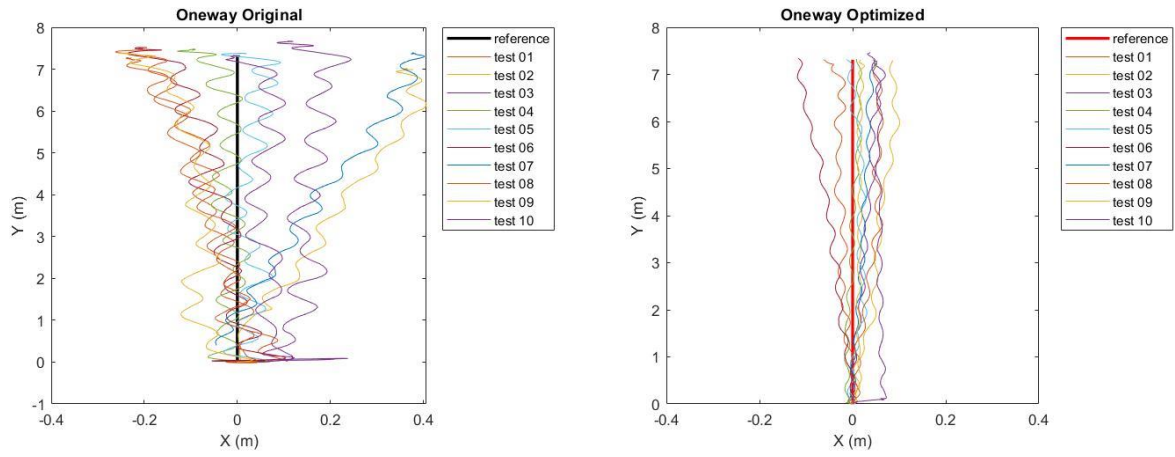 Oneway Original
8
7
6
5
4
3
2
1
0
-1
Y (m)
-0.4
-0.2
0
0.2
0.4
X (m)
reference
test 01
test 02
test 03
test 04
test 05
test 06
test 07
test 08
test 09
test 10
Oneway Optimized
8
7
6
5
4
3
2
1
0
Y (m)
-0.4
-0.2
0
0.2
0.4
X (m)
reference
test 01
test 02
test 03
test 04
test 05
test 06
test 07
test 08
test 09
test 10